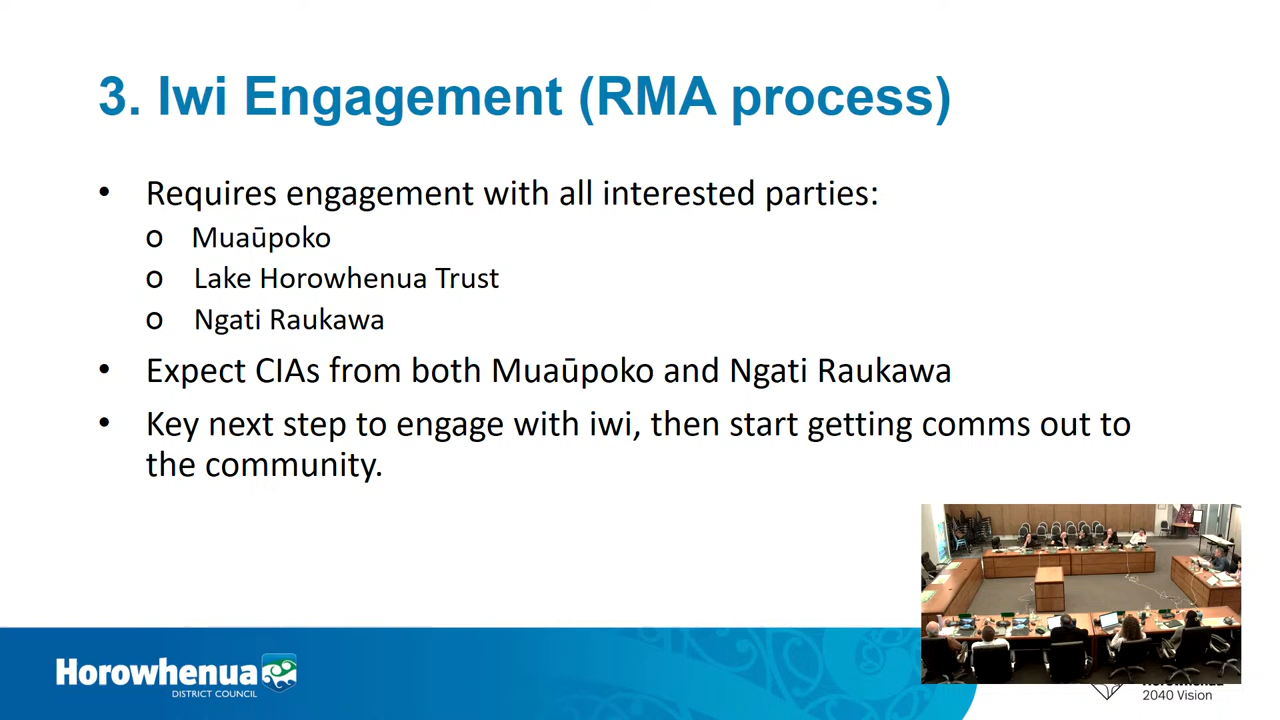 3. Iwi Engagement (RMA process)
• Requires engagement with all interested parties:
o Muaūpoko
o Lake Horowhenua Trust
o Ngati Raukawa
• Expect CIAs from both Muaūpoko and Ngati Raukawa
• Key next step to engage with iwi, then start getting comms out to
the community.
Horowhenua
DISTRICT COUNCIL
2040 Vision